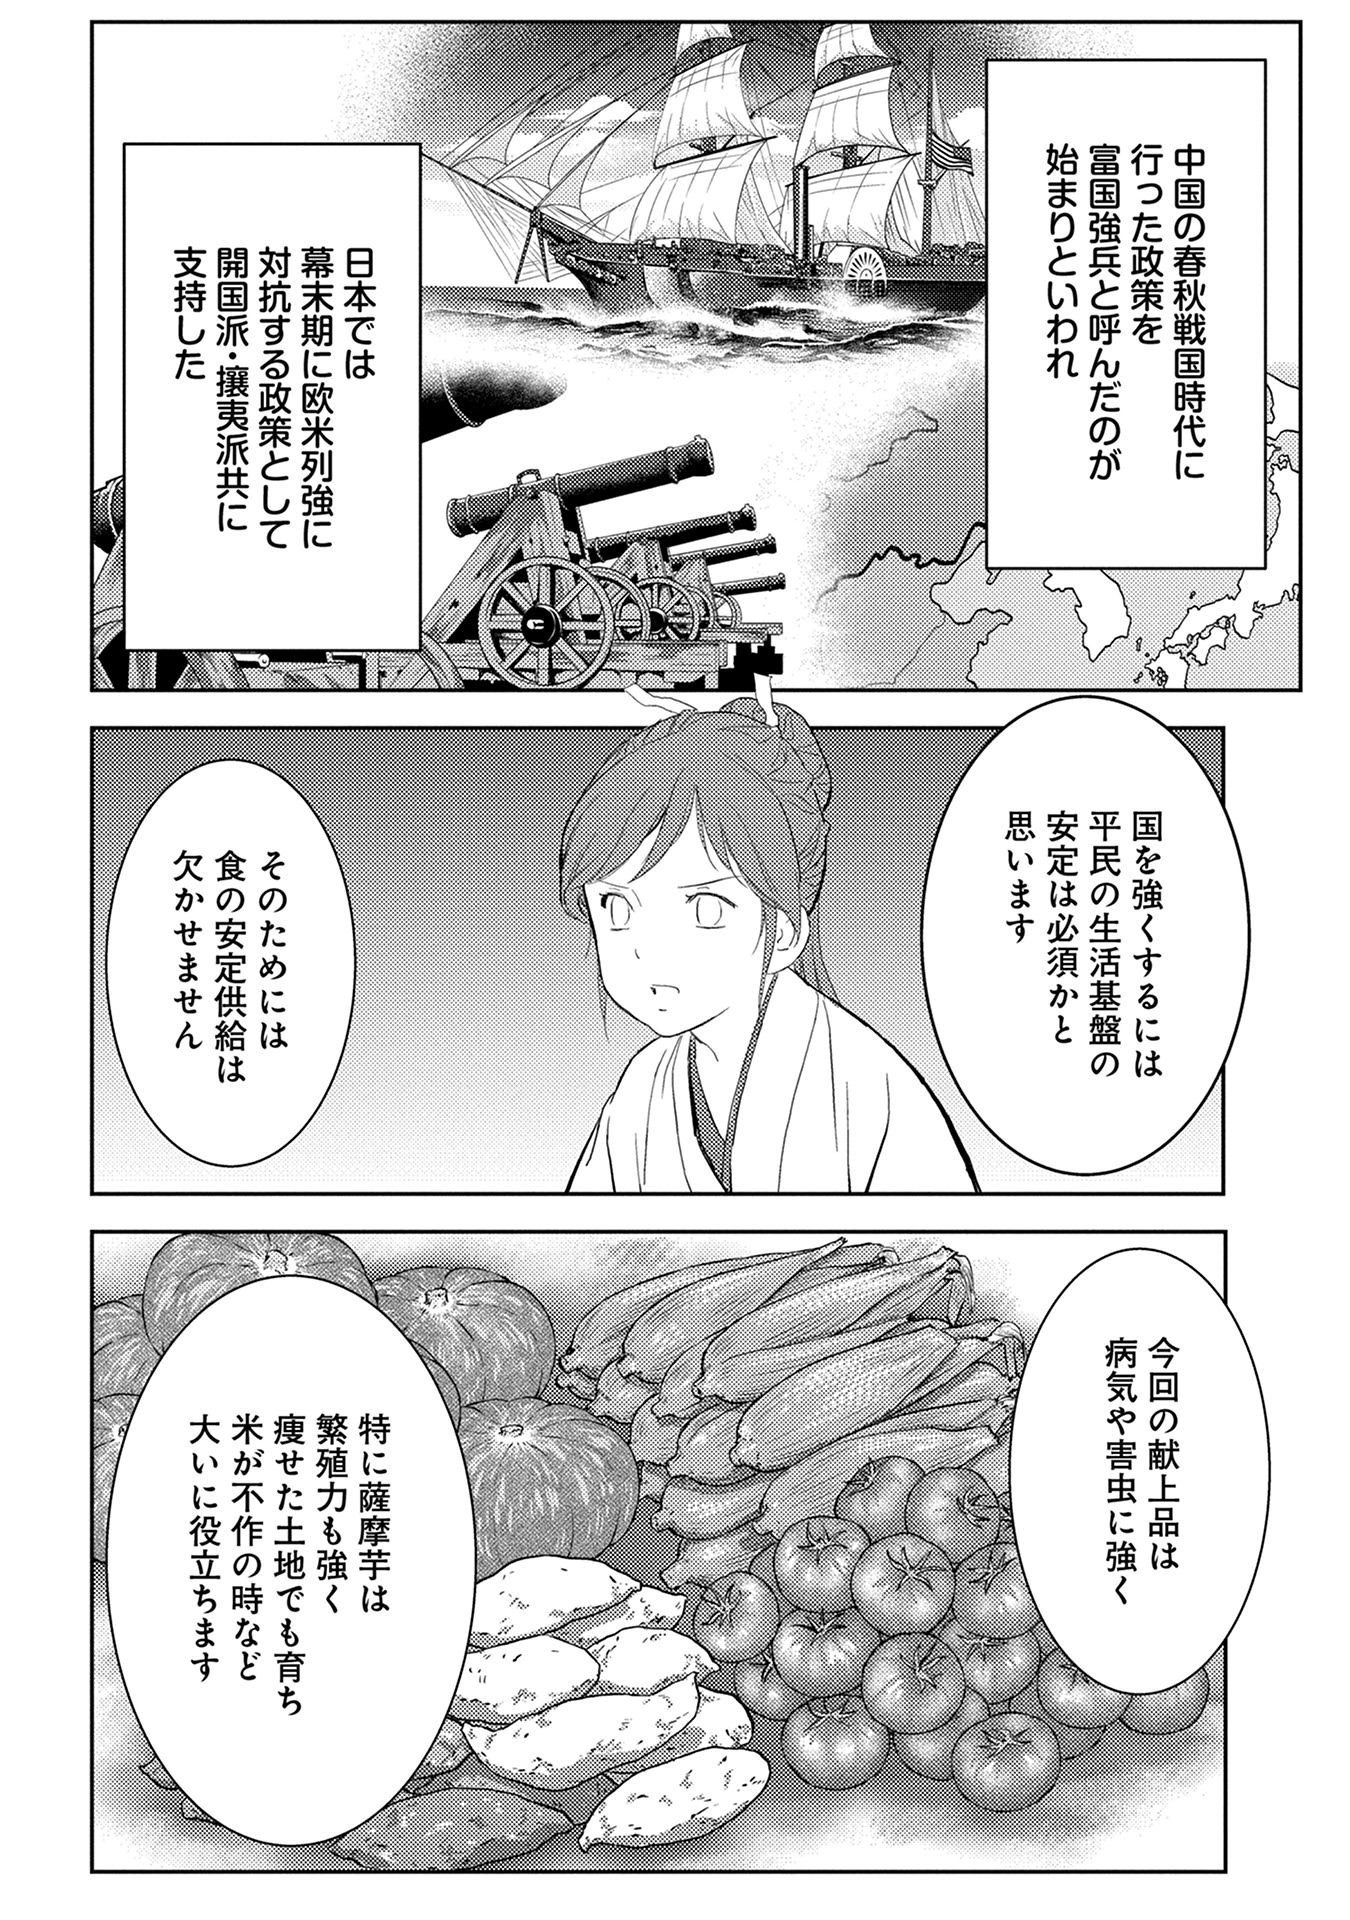 中国の春秋戦国時代に
行った政策を
富国強兵と呼んだのが
始まりといわれ
日本では
幕末期に欧米列強に
対抗する政策として
開国派・攘夷派共に
支持した
国を強くするには
平民の生活基盤の
安定は必須かと
思います
そのためには
食の安定供給は
欠かせません
今回の献上品は
病気や害虫に強く
特に薩摩芋は
繁殖力も強く
痩せた土地でも育ち
米が不作の時など
大いに役立ちます